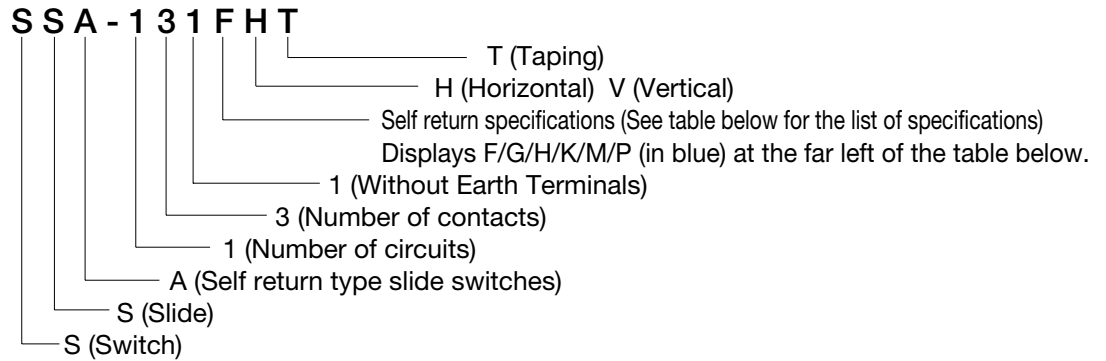 SSA-131FHT
T (Taping)
H (Horizontal) V (Vertical)
Self return specifications (See table below for the list of specifications)
Displays F/G/H/K/M/P (in blue) at the far left of the table below.
1 (Without Earth Terminals)
3 (Number of contacts)
1 (Number of circuits)
A (Self return type slide switches)
S (Slide)
S (Switch)